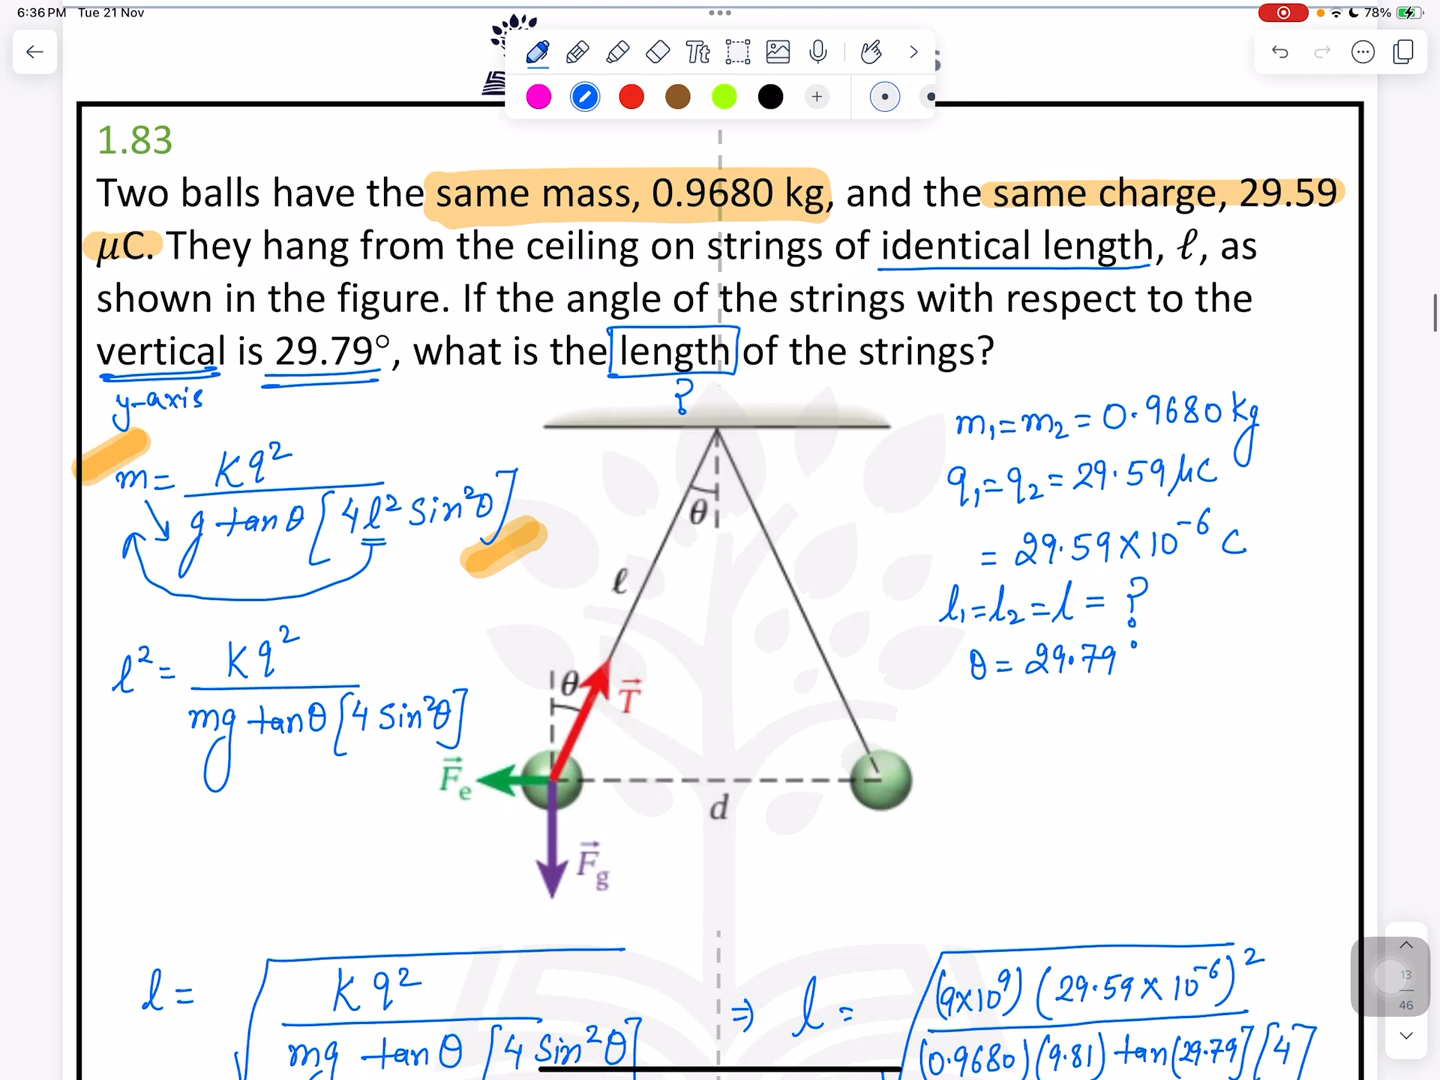 6:36 PM Tue 21 Nov
78%
Tt
S
1.83
Two balls have the same mass, 0.9680 kg, and the same charge, 29.59
μC. They hang from the ceiling on strings of identical length, ℓ, as
shown in the figure. If the angle of the strings with respect to the
vertical is 29.79°, what is the length of the strings?
y-axis
?
m = Kq² / g tanθ [4l² Sin²θ]
l² = Kq² / mg tanθ [4 Sin²θ]
m₁ = m₂ = 0.9680 kg
q₁ = q₂ = 29.59 μC
= 29.59 × 10⁻⁶ C
l₁ = l₂ = l = ?
θ = 29.79°
θ
ℓ
θ
T⃗
F⃗e
d
F⃗g
l = √ Kq² / mg tanθ [4 Sin²θ] ⇒ l = √ (9×10⁹) (29.59 × 10⁻⁶)² / (0.9680) (9.81) tan(29.79) [4
13
46